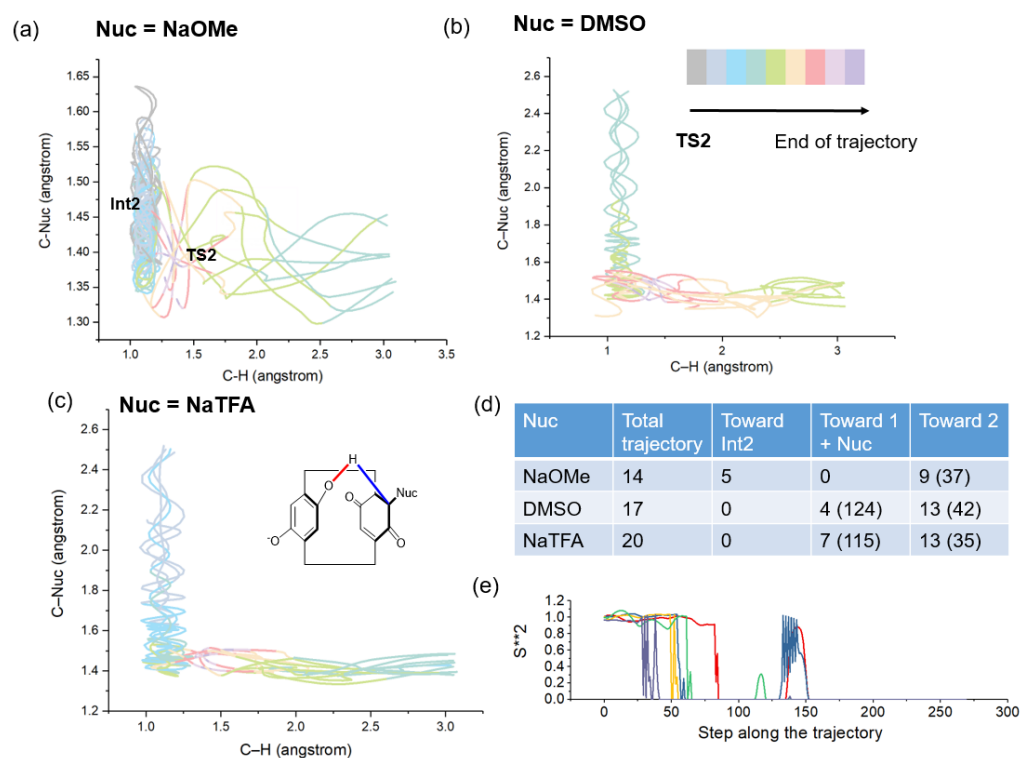 (a)
Nuc = NaOMe
C-Nuc (angstrom)
1.65
1.60
1.55
1.50
1.45
1.40
1.35
1.30
Int2
TS2
1.0 1.5 2.0 2.5 3.0 3.5
C-H (angstrom)
(b)
Nuc = DMSO
C–Nuc (angstrom)
2.6
2.4
2.2
2.0
1.8
1.6
1.4
1.2
TS2 End of trajectory
1 2 3
C–H (angstrom)
(c)
Nuc = NaTFA
C–Nuc (angstrom)
2.6
2.4
2.2
2.0
1.8
1.6
1.4
1.2
H
O
O
Nuc
-O
O
1.0 1.5 2.0 2.5 3.0
C–H (angstrom)
(d)
Nuc Total trajectory Toward Int2 Toward 1 + Nuc Toward 2
NaOMe 14 5 0 9 (37)
DMSO 17 0 4 (124) 13 (42)
NaTFA 20 0 7 (115) 13 (35)
(e)
S**2
1.2
1.0
0.8
0.6
0.4
0.2
0.0
0 50 100 150 200 250 300
Step along the trajectory